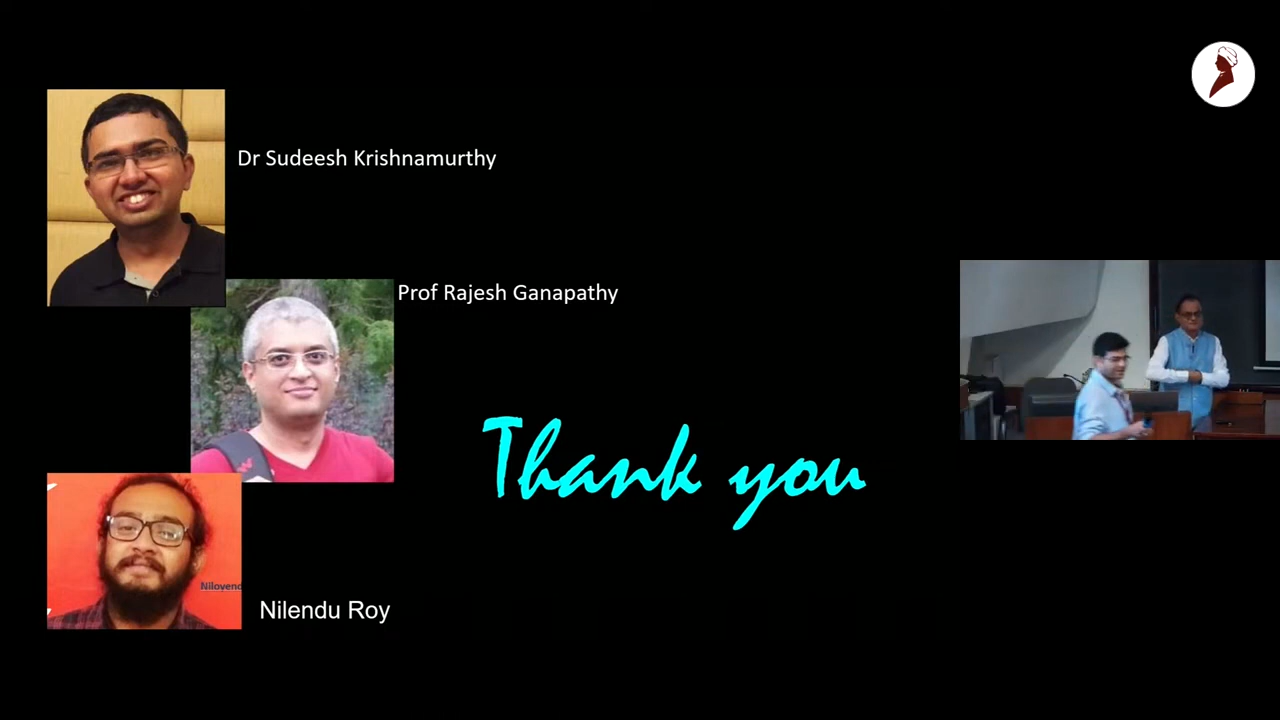 Dr Sudeesh Krishnamurthy
Prof Rajesh Ganapathy
Thank you
Nilendu Roy